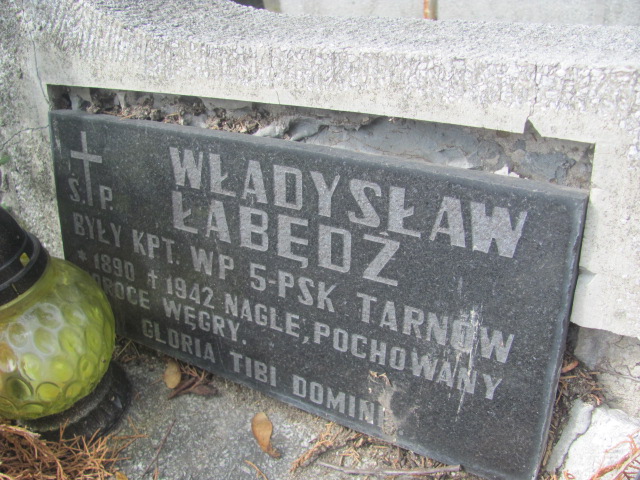 Ś. P.
WŁADYSŁAW
ŁABĘDŹ
BYŁY KPT. WP 5-PSK TARNÓW
* 1890 † 1942 NAGLE, POCHOWANY
WĘGRY.
GLORIA TIBI DOMINI